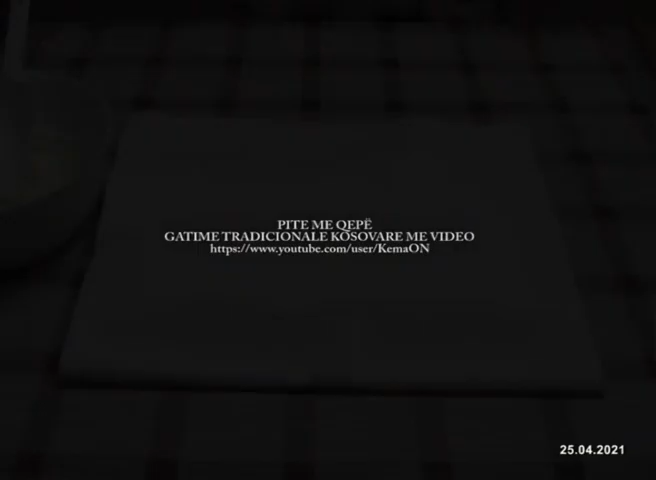 PITE ME QEPË
GATIME TRADICIONALE KOSOVARE ME VIDEO
https://www.youtube.com/user/KemaON
25.04.2021